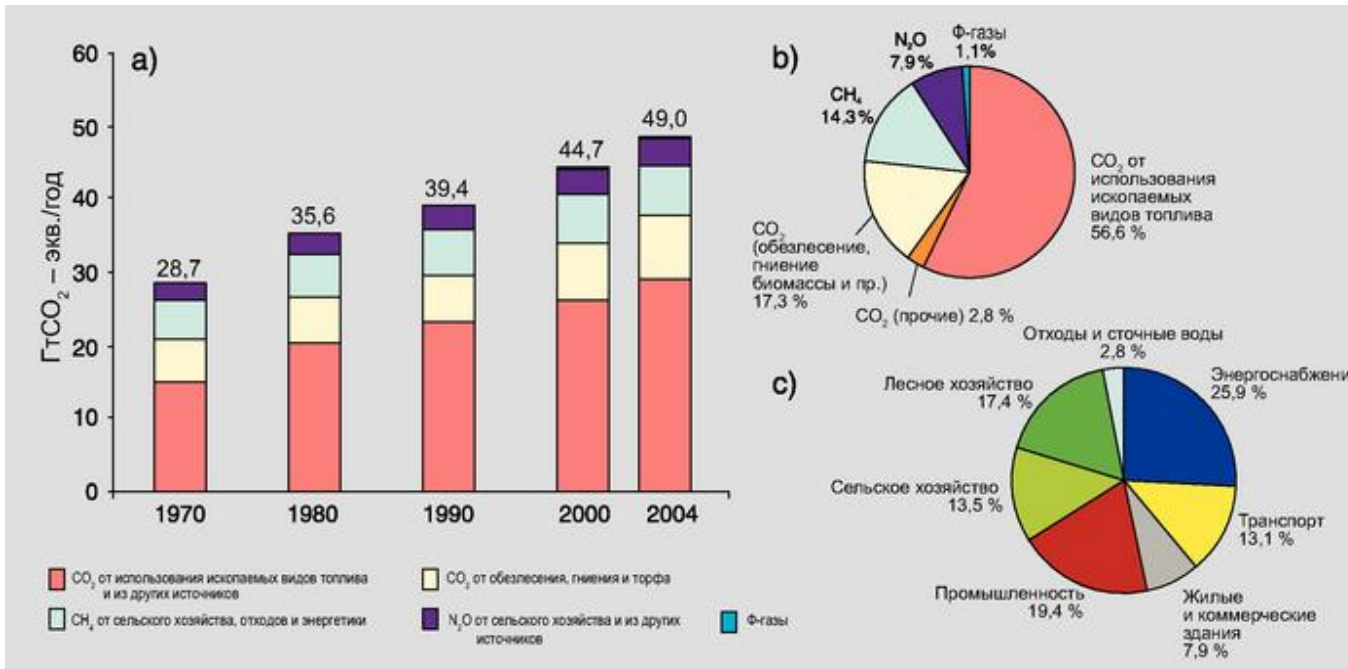 a)
60
50
40
30
20
10
0
ГтCO₂ – экв./год
28,7
35,6
39,4
44,7
49,0
1970
1980
1990
2000
2004
CO₂ от использования ископаемых видов топлива
и из других источников
CH₄ от сельского хозяйства, отходов и энергетики
CO₂ от обезлесения, гниения и торфа
N₂O от сельского хозяйства и из других
источников
Ф-газы
b)
Ф-газы
1,1%
N₂O
7,9%
CH₄
14.3%
CO₂ от
использования
ископаемых
видов топлива
56,6 %
CO₂
(обезлесение,
гниение
биомассы и пр.)
17,3 %
CO₂ (прочие) 2,8 %
c)
Отходы и сточные воды
2,8 %
Энергоснабжени
25,9 %
Лесное хозяйство
17,4 %
Сельское хозяйство
13,5 %
Транспорт
13,1 %
Промышленность
19,4 %
Жилые
и коммерческие
здания
7,9 %